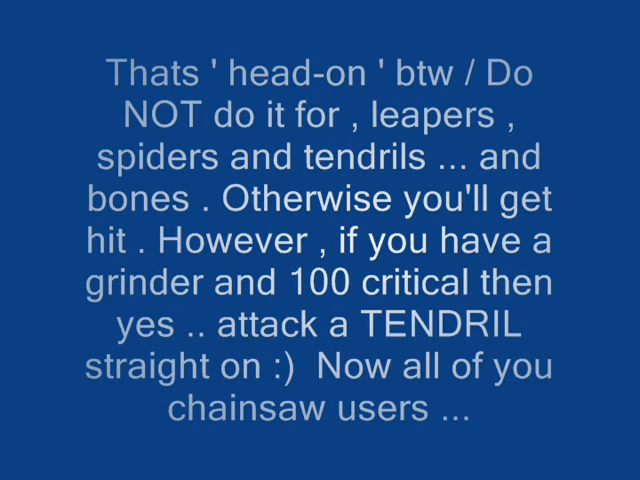 Thats ' head-on ' btw / Do
NOT do it for , leapers ,
spiders and tendrils ... and
bones . Otherwise you'll get
hit . However , if you have a
grinder and 100 critical then
yes .. attack a TENDRIL
straight on :)  Now all of you
chainsaw users ...